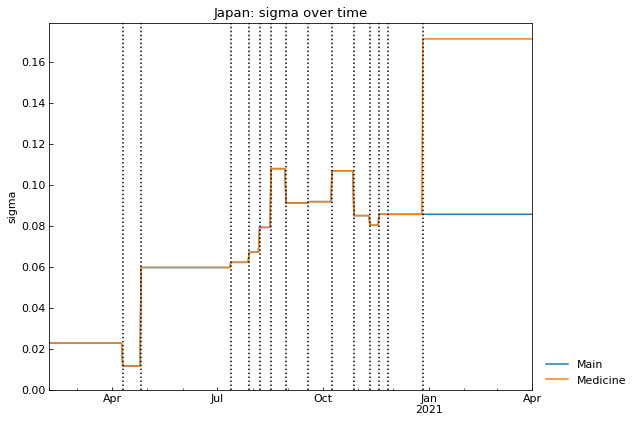 Japan: sigma over time
sigma
0.16
0.14
0.12
0.10
0.08
0.06
0.04
0.02
0.00
Apr
Jul
Oct
Jan
2021
Apr
Main
Medicine